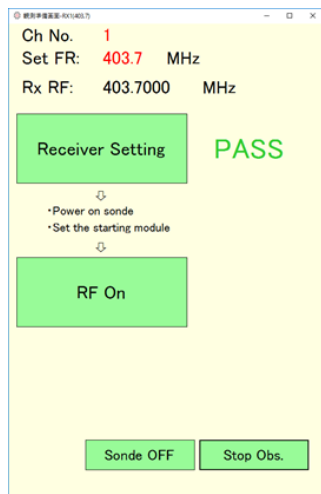 観測準備画面-RX1(403.7)
Ch No. 1
Set FR: 403.7 MHz
Rx RF: 403.7000 MHz
Receiver Setting PASS
⇩
・Power on sonde
・Set the starting module
⇩
RF On
Sonde OFF Stop Obs.